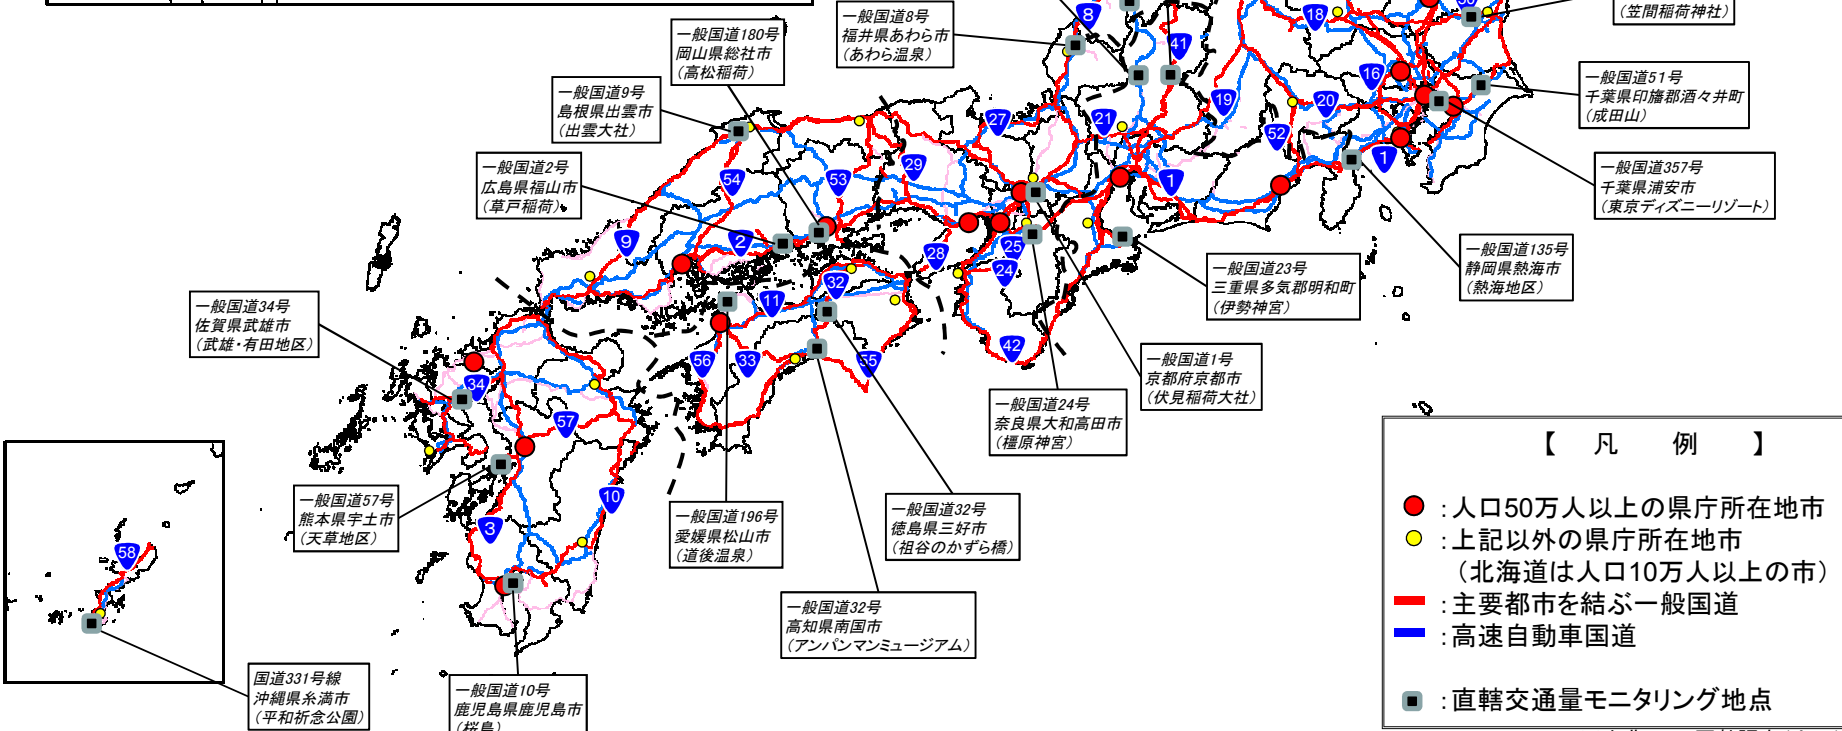 (笠間稲荷神社)
一般国道8号
福井県あわら市
(あわら温泉)
一般国道180号
岡山県総社市
(高松稲荷)
一般国道9号
島根県出雲市
(出雲大社)
一般国道2号
広島県福山市
(草戸稲荷)
一般国道51号
千葉県印旛郡酒々井町
(成田山)
一般国道357号
千葉県浦安市
(東京ディズニーリゾート)
一般国道135号
静岡県熱海市
(熱海地区)
一般国道23号
三重県多気郡明和町
(伊勢神宮)
一般国道1号
京都府京都市
(伏見稲荷大社)
一般国道24号
奈良県大和高田市
(橿原神宮)
一般国道34号
佐賀県武雄市
(武雄・有田地区)
一般国道57号
熊本県宇土市
(天草地区)
一般国道196号
愛媛県松山市
(道後温泉)
一般国道32号
徳島県三好市
(祖谷のかずら橋)
一般国道32号
高知県南国市
(アンパンマンミュージアム)
国道331号線
沖縄県糸満市
(平和祈念公園)
一般国道10号
鹿児島県鹿児島市
(桜島)
8
41
18
16
19
20
27
21
52
1
1
29
53
54
9
2
28
25
24
32
11
42
56
33
55
34
57
10
3
58
【 凡 例 】
:人口50万人以上の県庁所在地市
:上記以外の県庁所在地市
(北海道は人口10万人以上の市)
:主要都市を結ぶ一般国道
:高速自動車国道
:直轄交通量モニタリング地点